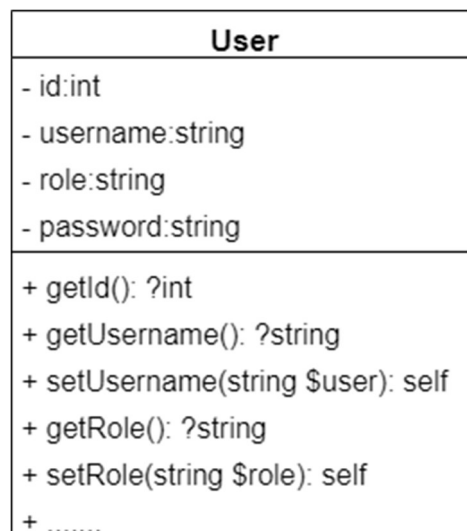 User
- id:int
- username:string
- role:string
- password:string
+ getId(): ?int
+ getUsername(): ?string
+ setUsername(string $user): self
+ getRole(): ?string
+ setRole(string $role): self
+ ........